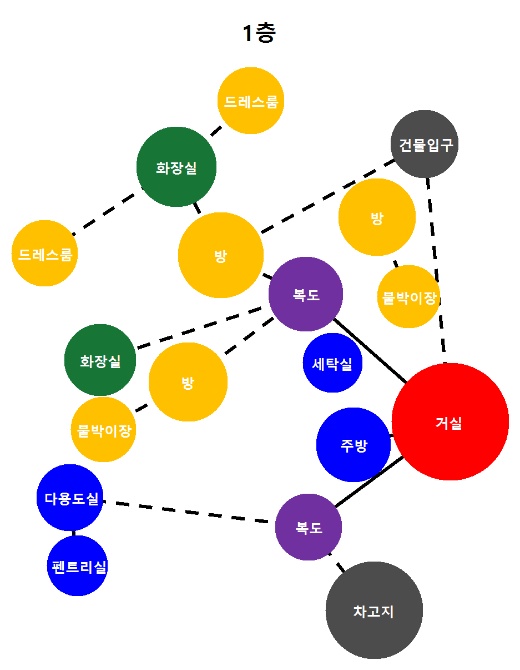 1층
드레스룸
건물입구
화장실
방
드레스룸
방
복도
붙박이장
세탁실
화장실
방
거실
붙박이장
주방
다용도실
복도
펜트리실
차고지